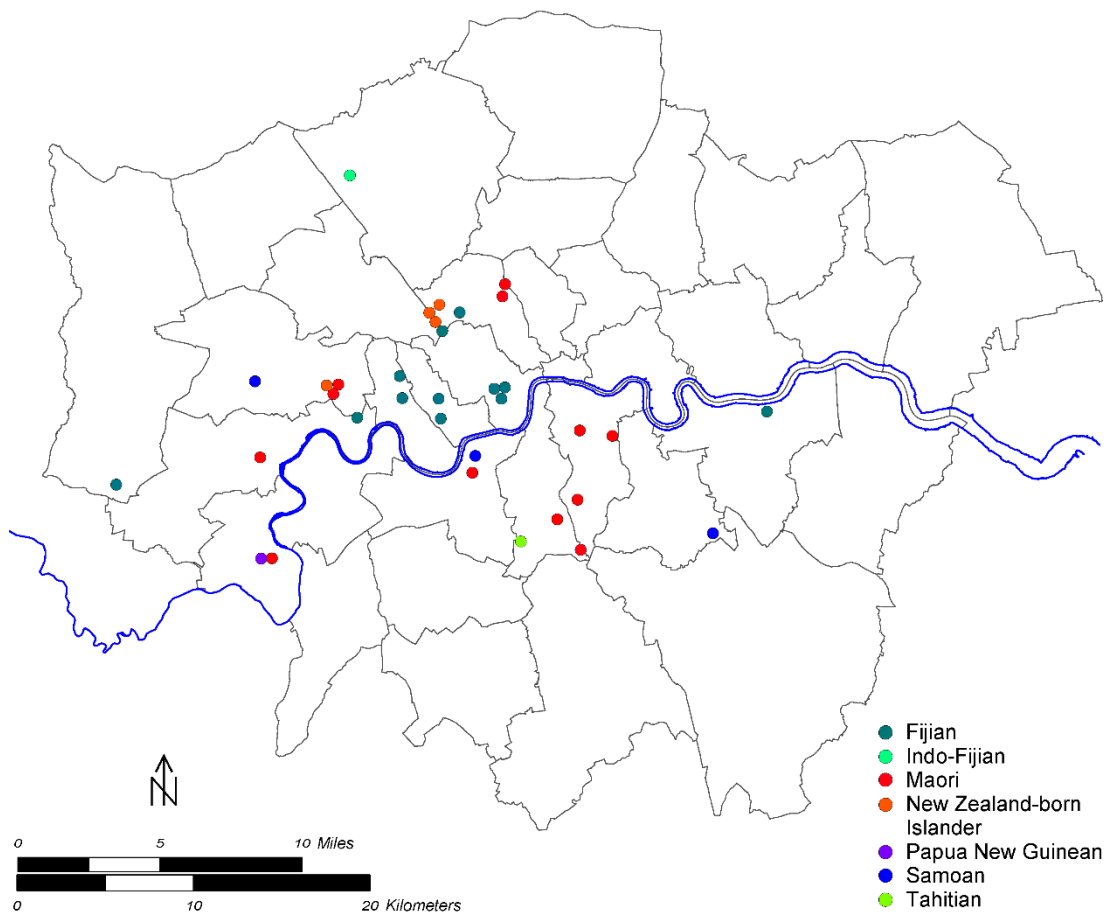 Fijian
Indo-Fijian
Maori
New Zealand-born
Islander
Papua New Guinean
Samoan
Tahitian
N
0 5 10 Miles
0 10 20 Kilometers